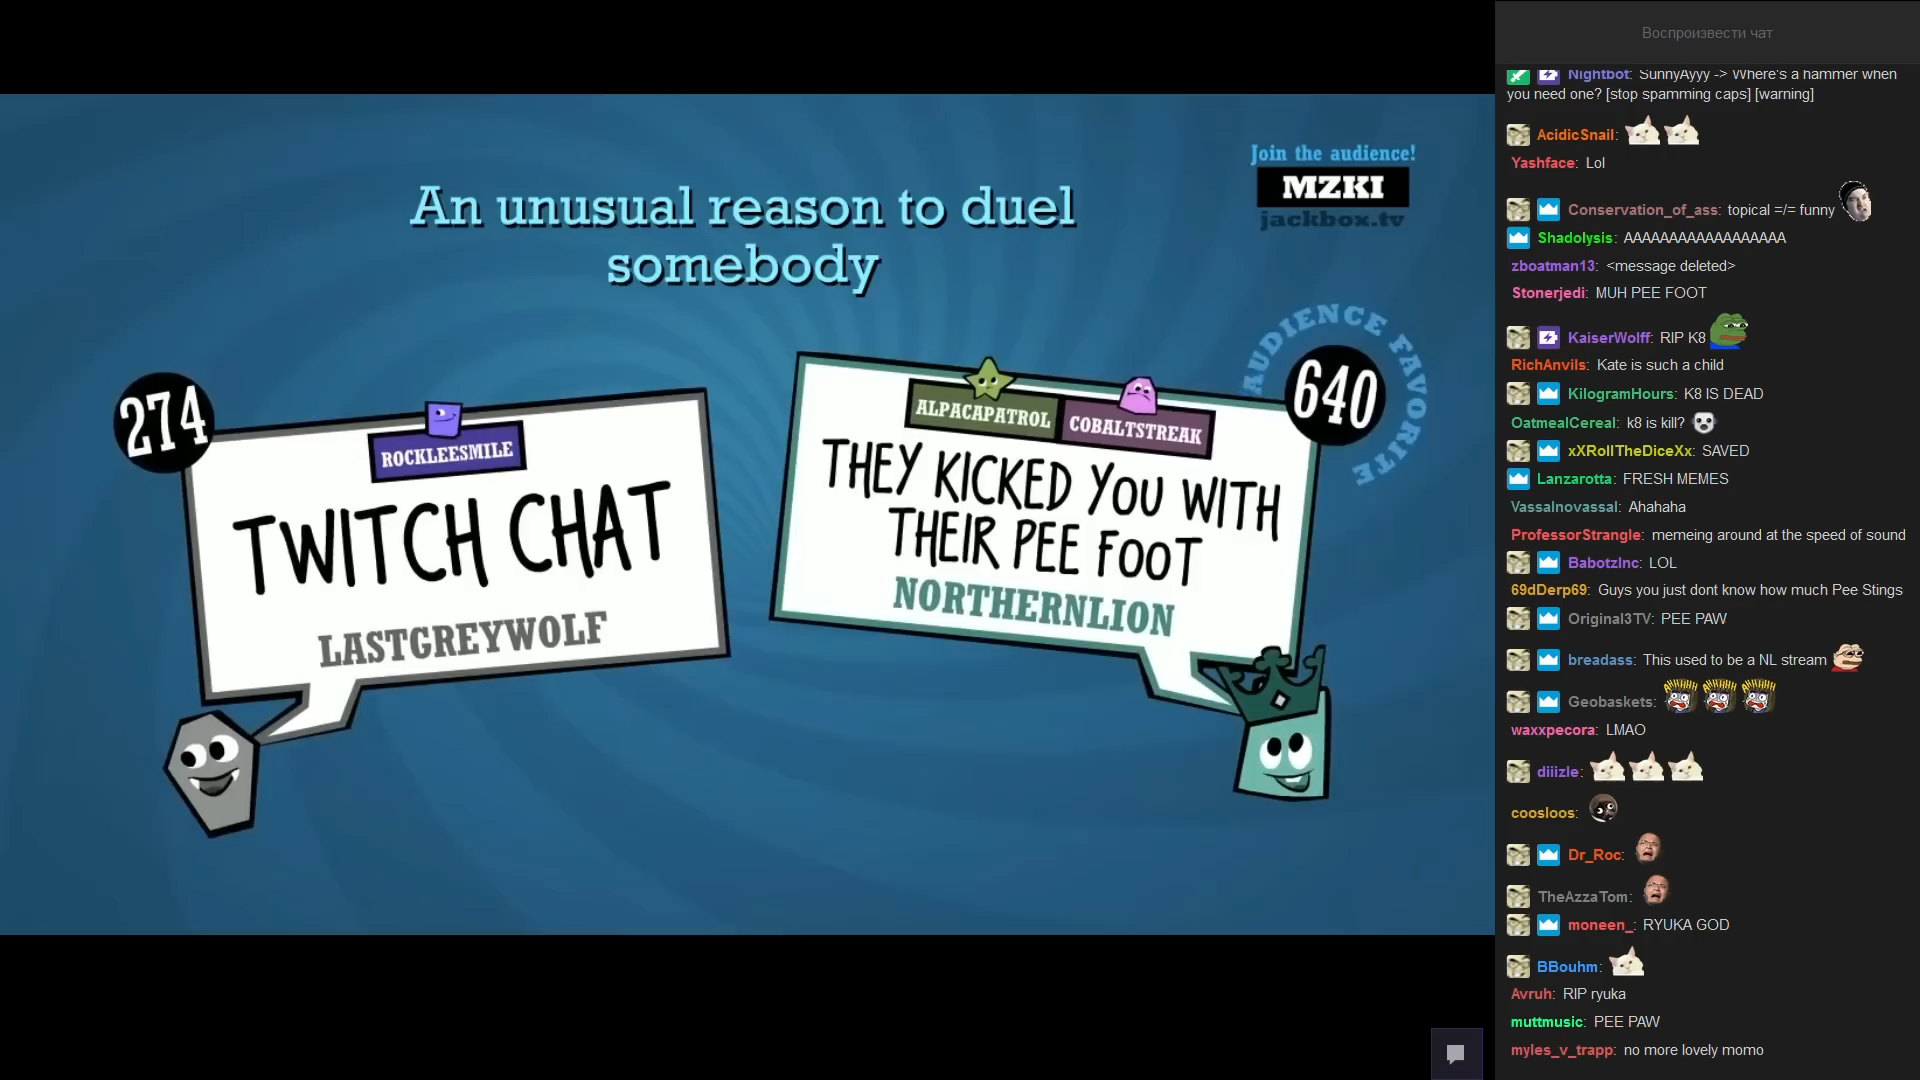 An unusual reason to duel
somebody
Join the audience!
MZKI
jackbox.tv
AUDIENCE FAVORITE
274
ROCKLEESMILE
TWITCH CHAT
LASTGREYWOLF
640
ALPACAPATROL
COBALTSTREAK
THEY KICKED YOU WITH
THEIR PEE FOOT
NORTHERNLION
Воспроизвести чат
Nightbot: SunnyAyyy -> Where's a hammer when
you need one? [stop spamming caps] [warning]
AcidicSnail:
Yashface: Lol
Conservation_of_ass: topical =/= funny
Shadolysis: AAAAAAAAAAAAAAAAAA
zboatman13: <message deleted>
Stonerjedi: MUH PEE FOOT
KaiserWolff: RIP K8
RichAnvils: Kate is such a child
KilogramHours: K8 IS DEAD
OatmealCereal: k8 is kill?
xXRollTheDiceXx: SAVED
Lanzarotta: FRESH MEMES
Vassalnovassal: Ahahaha
ProfessorStrangle: memeing around at the speed of sound
BabotzInc: LOL
69dDerp69: Guys you just dont know how much Pee Stings
Original3TV: PEE PAW
breadass: This used to be a NL stream
Geobaskets:
waxxpecora: LMAO
diiizle:
coosloos:
Dr_Roc:
TheAzzaTom:
moneen_: RYUKA GOD
BBouhm:
Avruh: RIP ryuka
muttmusic: PEE PAW
myles_v_trapp: no more lovely momo